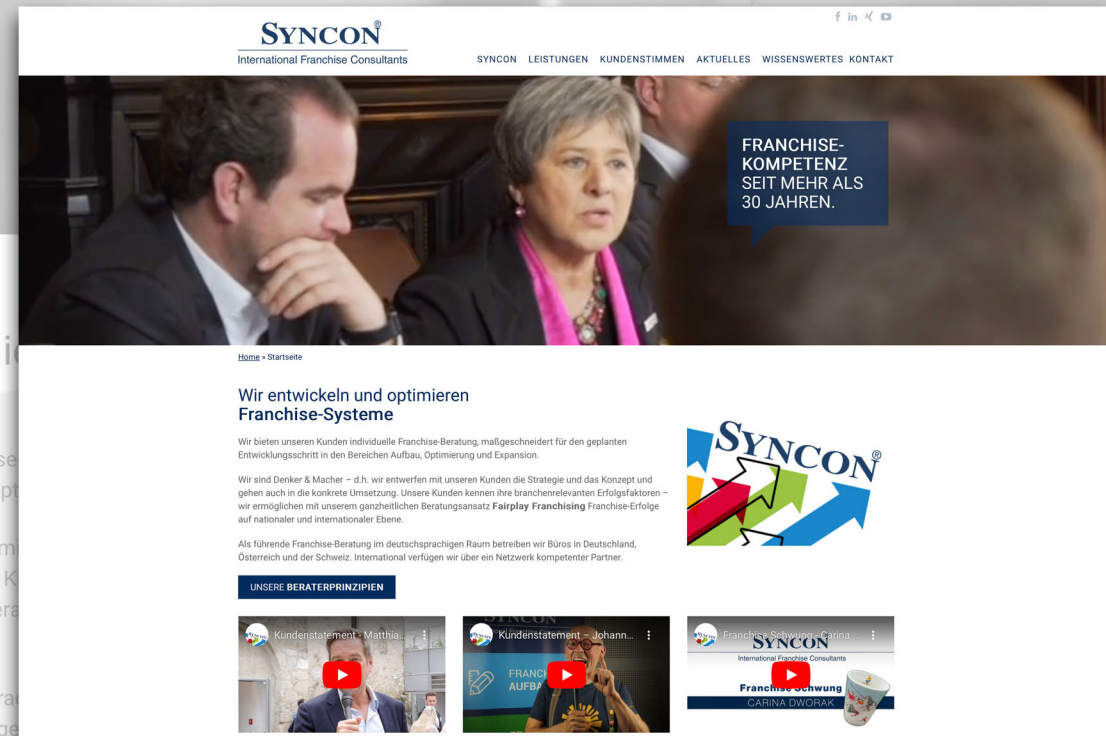 SYNCON®
International Franchise Consultants
SYNCON LEISTUNGEN KUNDENSTIMMEN AKTUELLES WISSENSWERTES KONTAKT
FRANCHISE-
KOMPETENZ
SEIT MEHR ALS
30 JAHREN.
Home » Startseite
Wir entwickeln und optimieren
Franchise-Systeme
Wir bieten unseren Kunden individuelle Franchise-Beratung, maßgeschneidert für den geplanten
Entwicklungsschritt in den Bereichen Aufbau, Optimierung und Expansion.
Wir sind Denker & Macher – d.h. wir entwerfen mit unseren Kunden die Strategie und das Konzept und
gehen auch in die konkrete Umsetzung. Unsere Kunden kennen ihre branchenrelevanten Erfolgsfaktoren –
wir ermöglichen mit unserem ganzheitlichen Beratungsansatz Fairplay Franchising Franchise-Erfolge
auf nationaler und internationaler Ebene.
Als führende Franchise-Beratung im deutschsprachigen Raum betreiben wir Büros in Deutschland,
Österreich und der Schweiz. International verfügen wir über ein Netzwerk kompetenter Partner.
SYNCON®
UNSERE BERATERPRINZIPIEN
Kundenstatement - Matthia...
SYNCON
Kundenstatement – Johann...
FRANCH
AUFBA
Franchise Schwung - Carina ...
SYNCON
International Franchise Consultants
Franchise Schwung
CARINA DWORAK